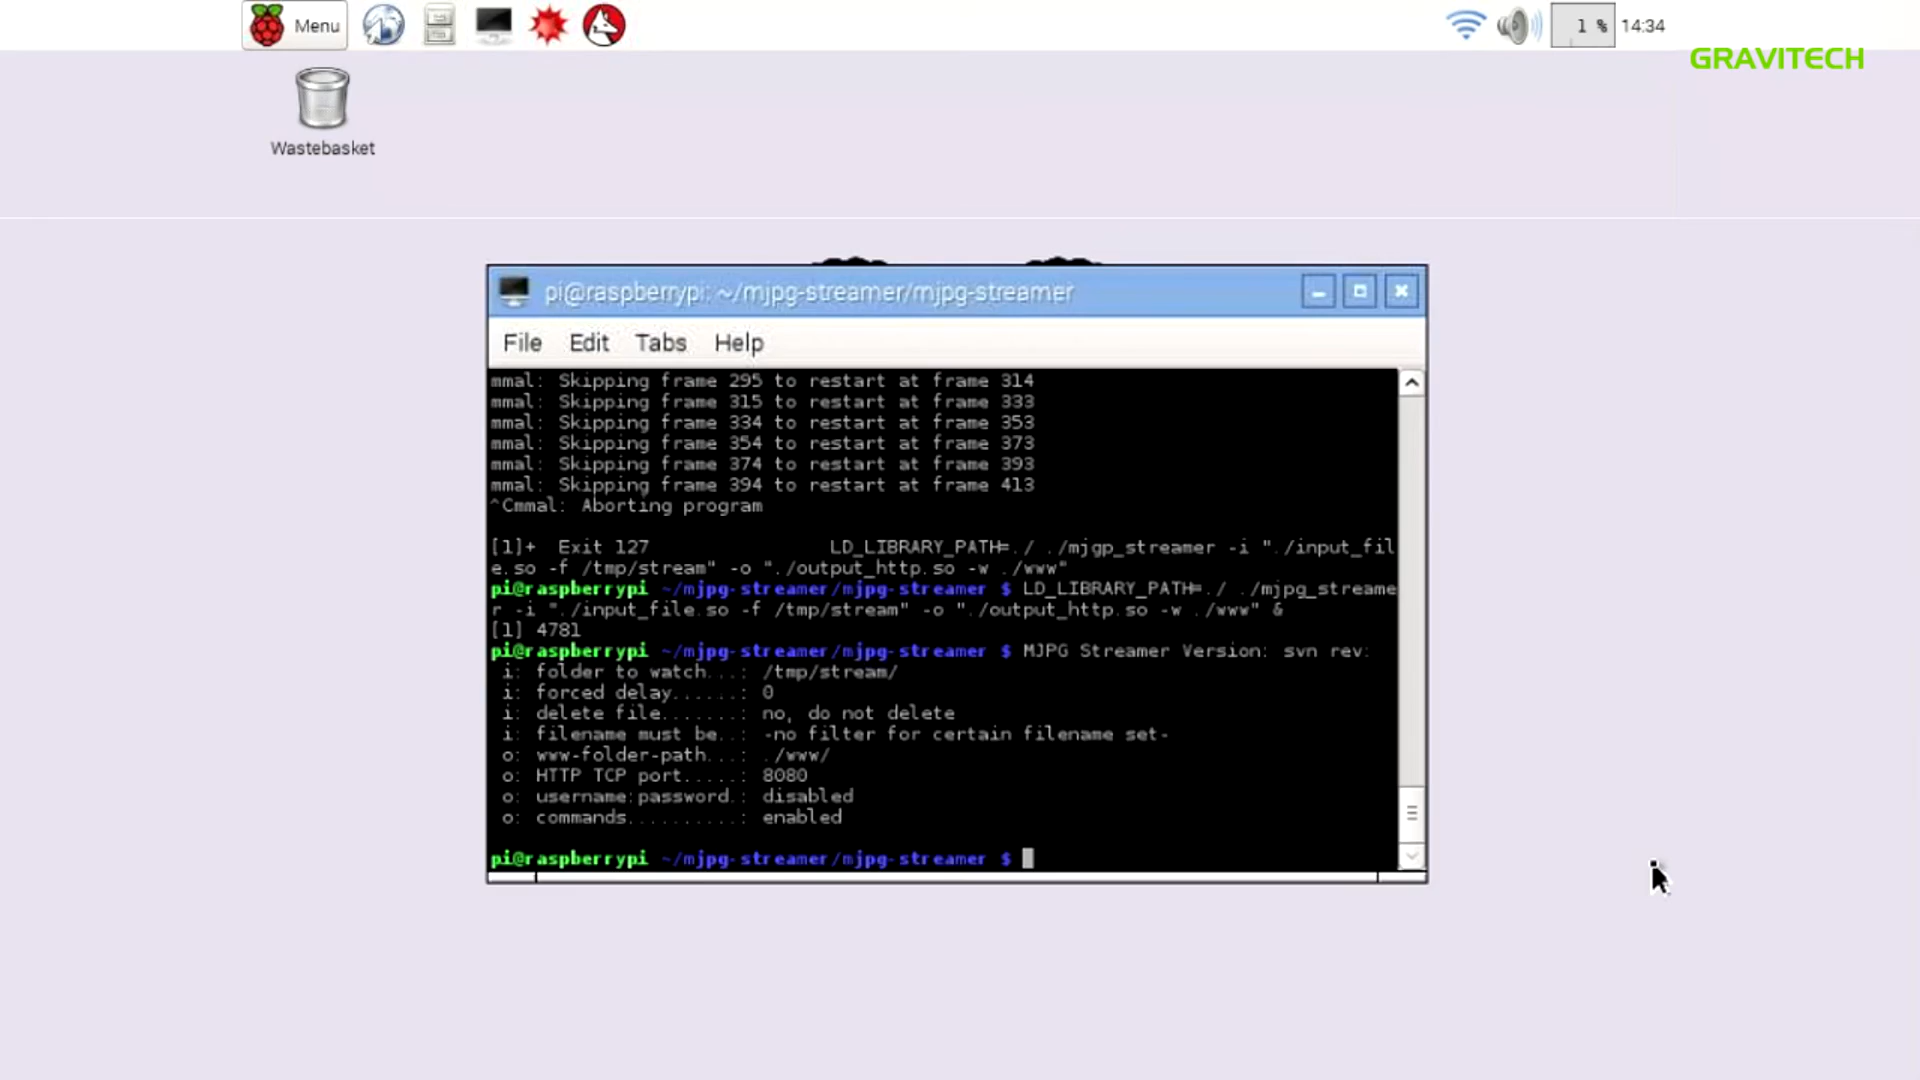 Menu
1 %
14:34
GRAVITECH
Wastebasket
pi@raspberrypi: ~/mjpg-streamer/mjpg-streamer
File Edit Tabs Help
mmal: Skipping frame 295 to restart at frame 314
mmal: Skipping frame 315 to restart at frame 333
mmal: Skipping frame 334 to restart at frame 353
mmal: Skipping frame 354 to restart at frame 373
mmal: Skipping frame 374 to restart at frame 393
mmal: Skipping frame 394 to restart at frame 413
^Cmmal: Aborting program
[1]+  Exit 127                LD_LIBRARY_PATH=./ ./mjgp_streamer -i "./input_fil
e.so -f /tmp/stream" -o "./output_http.so -w ./www"
pi@raspberrypi ~/mjpg-streamer/mjpg-streamer $ LD_LIBRARY_PATH=./ ./mjpg_streame
r -i "./input_file.so -f /tmp/stream" -o "./output_http.so -w ./www" &
[1] 4781
pi@raspberrypi ~/mjpg-streamer/mjpg-streamer $ MJPG Streamer Version: svn rev:
i: folder to watch...: /tmp/stream/
i: forced delay......: 0
i: delete file.......: no, do not delete
i: filename must be..: -no filter for certain filename set-
o: www-folder-path...: ./www/
o: HTTP TCP port.....: 8080
o: username:password.: disabled
o: commands..........: enabled
pi@raspberrypi ~/mjpg-streamer/mjpg-streamer $